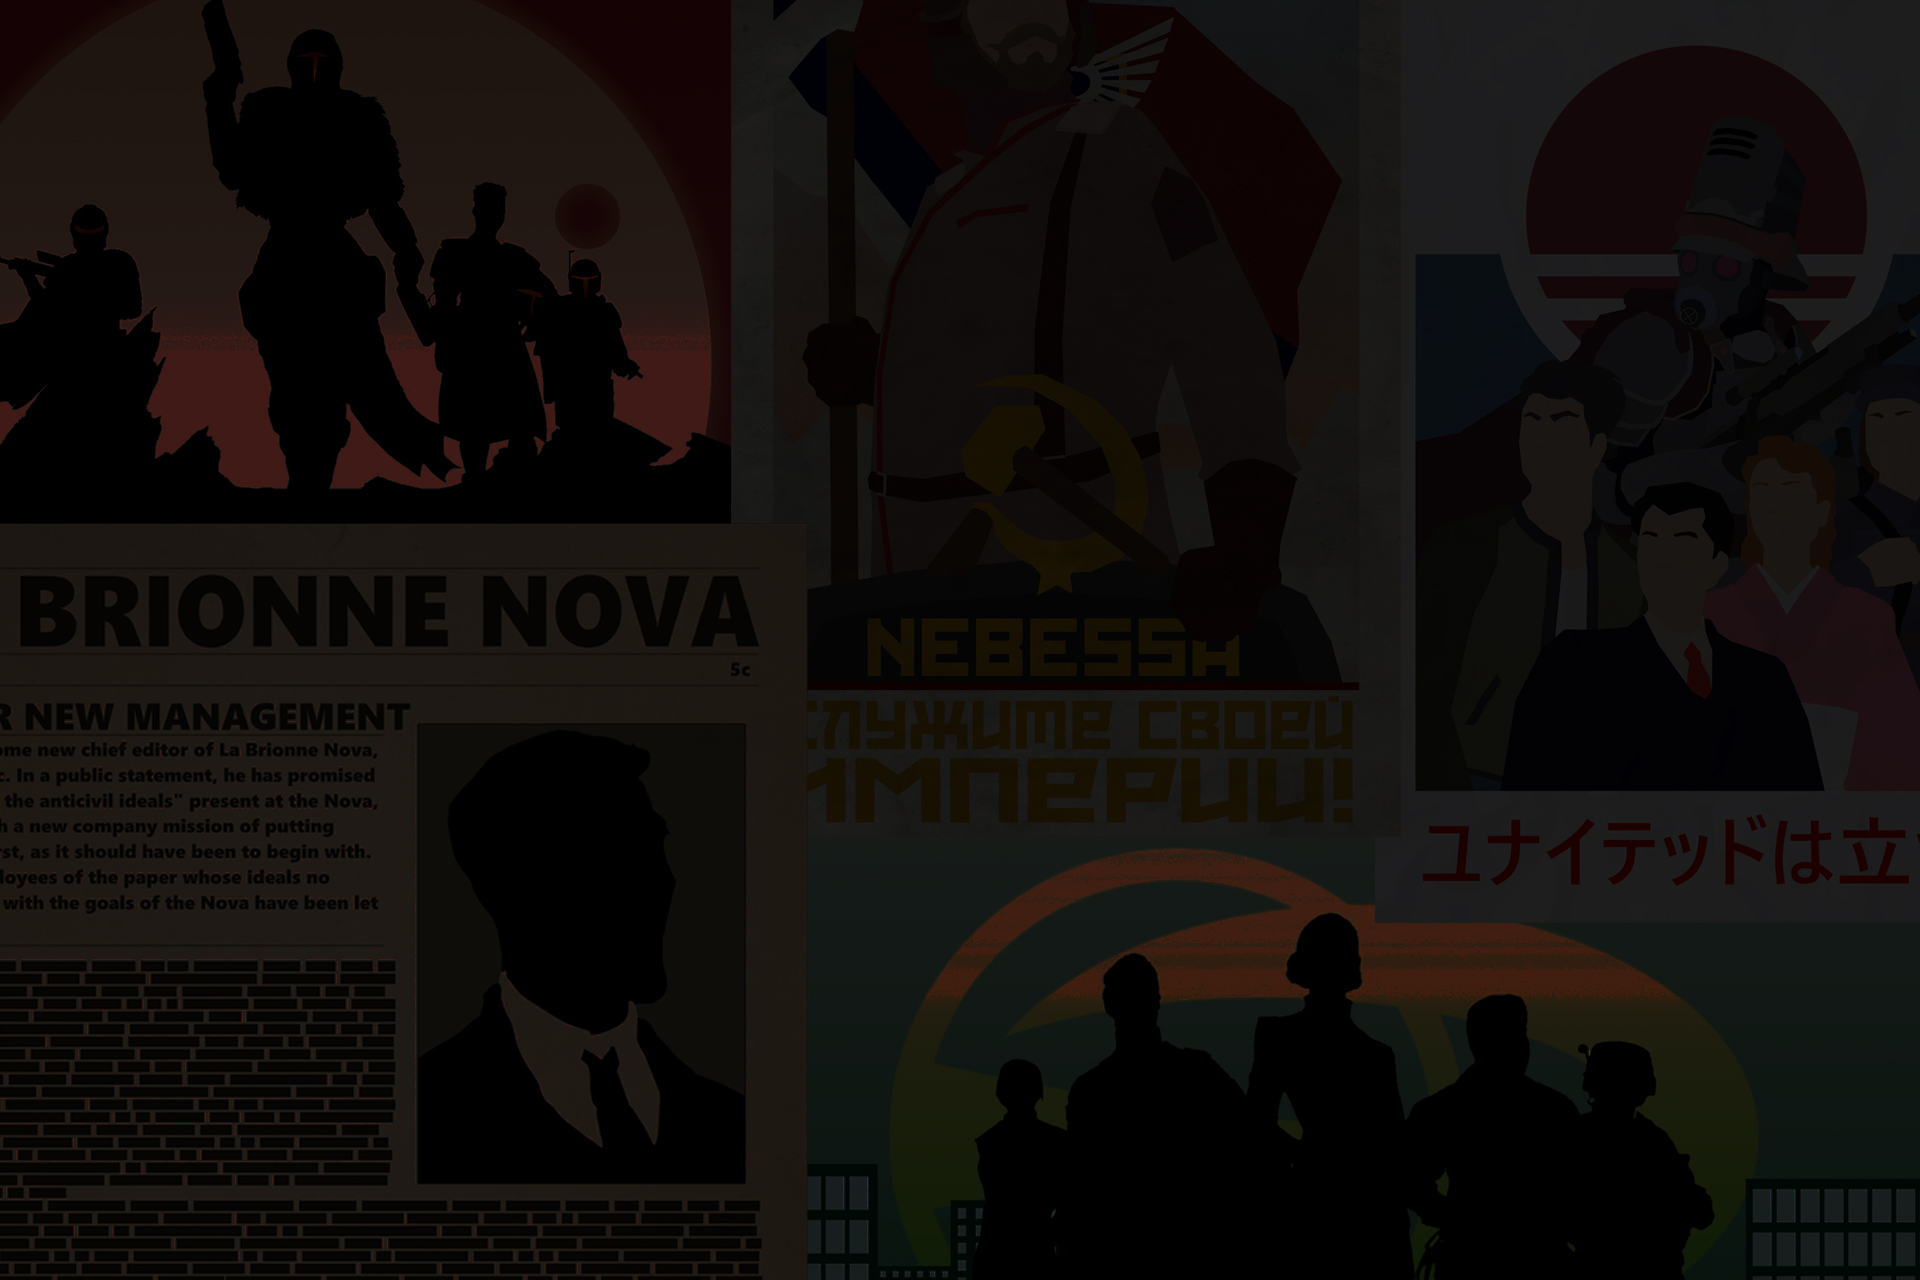 BRIONNE NOVA
5c
R NEW MANAGEMENT
ome new chief editor of La Brionne Nova,
c. In a public statement, he has promised
the anticivil ideals" present at the Nova,
h a new company mission of putting
rst, as it should have been to begin with.
loyees of the paper whose ideals no
with the goals of the Nova have been let
NEBESSA
СЛУЖИТЕ СВОЕЙ
ИМПЕРИИ!
ユナイテッドは立